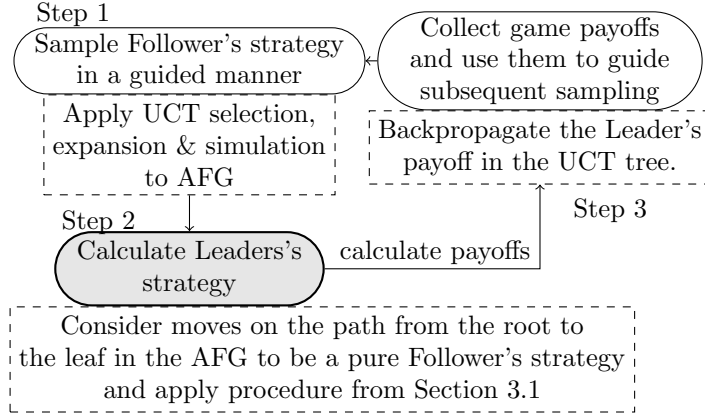 Step 1
Sample Follower's strategy
in a guided manner
Apply UCT selection,
expansion & simulation
to AFG
Collect game payoffs
and use them to guide
subsequent sampling
Backpropagate the Leader's
payoff in the UCT tree.
Step 3
Step 2
Calculate Leaders's
strategy
calculate payoffs
Consider moves on the path from the root to
the leaf in the AFG to be a pure Follower's strategy
and apply procedure from Section 3.1